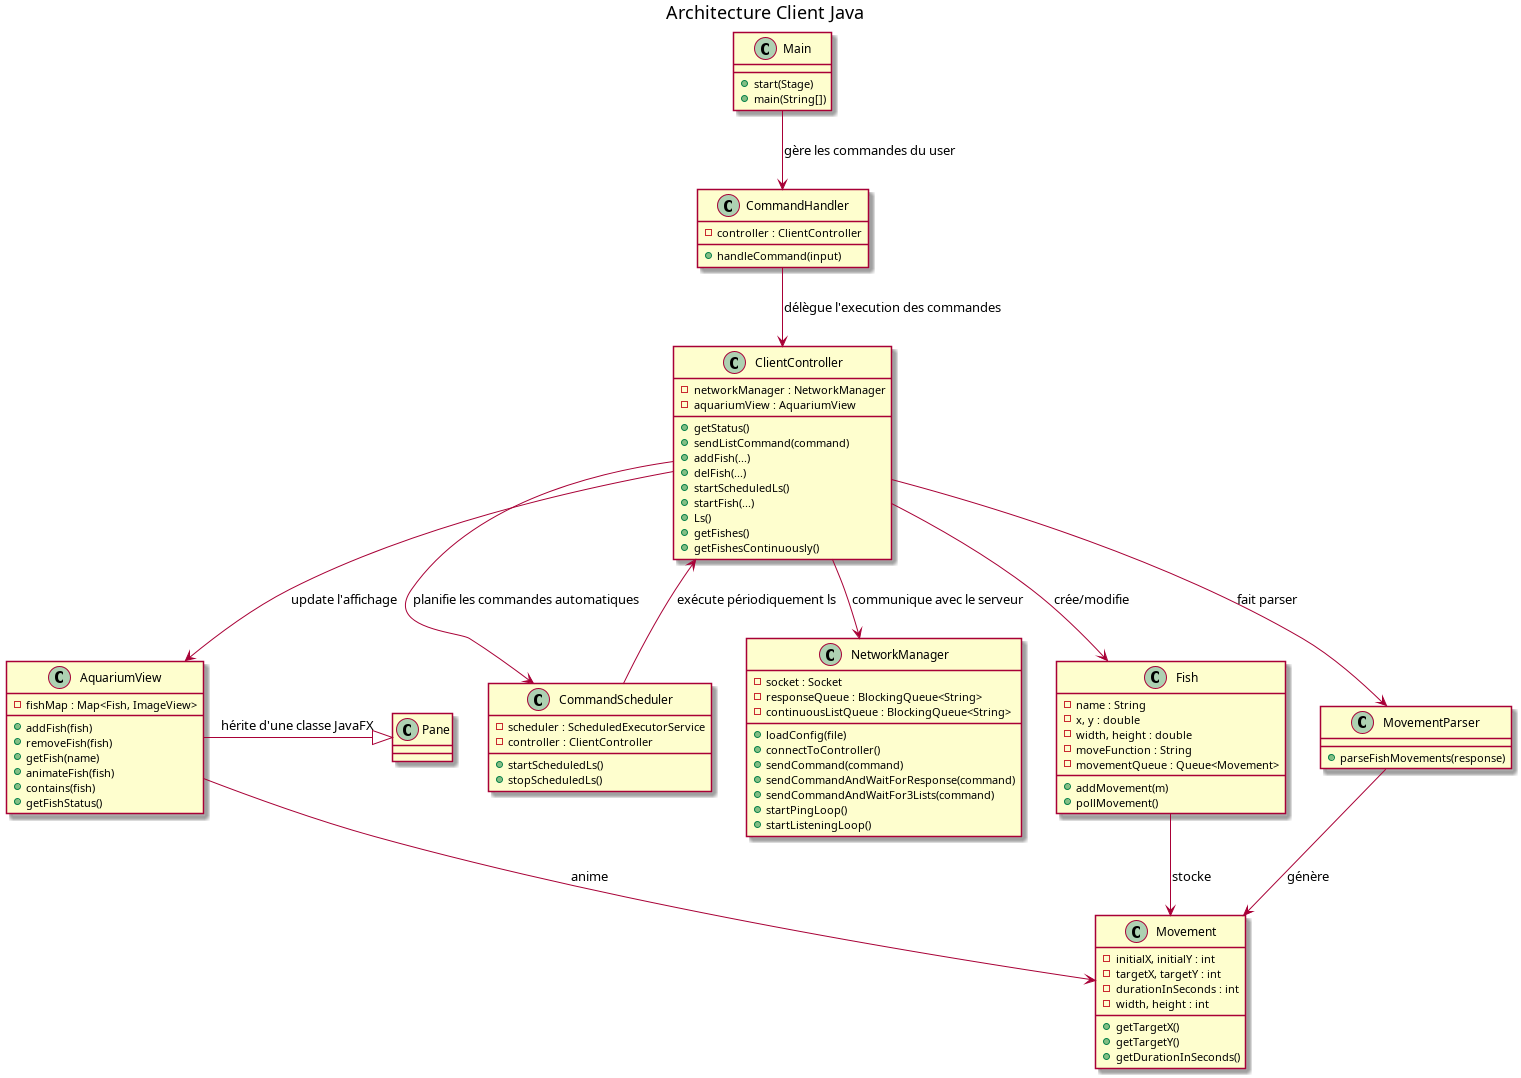 Architecture Client Java
C Main
start(Stage)
main(String[])
gère les commandes du user
C CommandHandler
controller : ClientController
handleCommand(input)
délègue l'execution des commandes
C ClientController
networkManager : NetworkManager
aquariumView : AquariumView
getStatus()
sendListCommand(command)
addFish(...)
delFish(...)
startScheduledLs()
startFish(...)
Ls()
getFishes()
getFishesContinuously()
update l'affichage
planifie les commandes automatiques
exécute périodiquement ls
communique avec le serveur
crée/modifie
fait parser
C AquariumView
fishMap : Map<Fish, ImageView>
addFish(fish)
removeFish(fish)
getFish(name)
animateFish(fish)
contains(fish)
getFishStatus()
hérite d'une classe JavaFX
C Pane
C CommandScheduler
scheduler : ScheduledExecutorService
controller : ClientController
startScheduledLs()
stopScheduledLs()
C NetworkManager
socket : Socket
responseQueue : BlockingQueue<String>
continuousListQueue : BlockingQueue<String>
loadConfig(file)
connectToController()
sendCommand(command)
sendCommandAndWaitForResponse(command)
sendCommandAndWaitFor3Lists(command)
startPingLoop()
startListeningLoop()
C Fish
name : String
x, y : double
width, height : double
moveFunction : String
movementQueue : Queue<Movement>
addMovement(m)
pollMovement()
C MovementParser
parseFishMovements(response)
anime
stocke
génère
C Movement
initialX, initialY : int
targetX, targetY : int
durationInSeconds : int
width, height : int
getTargetX()
getTargetY()
getDurationInSeconds()